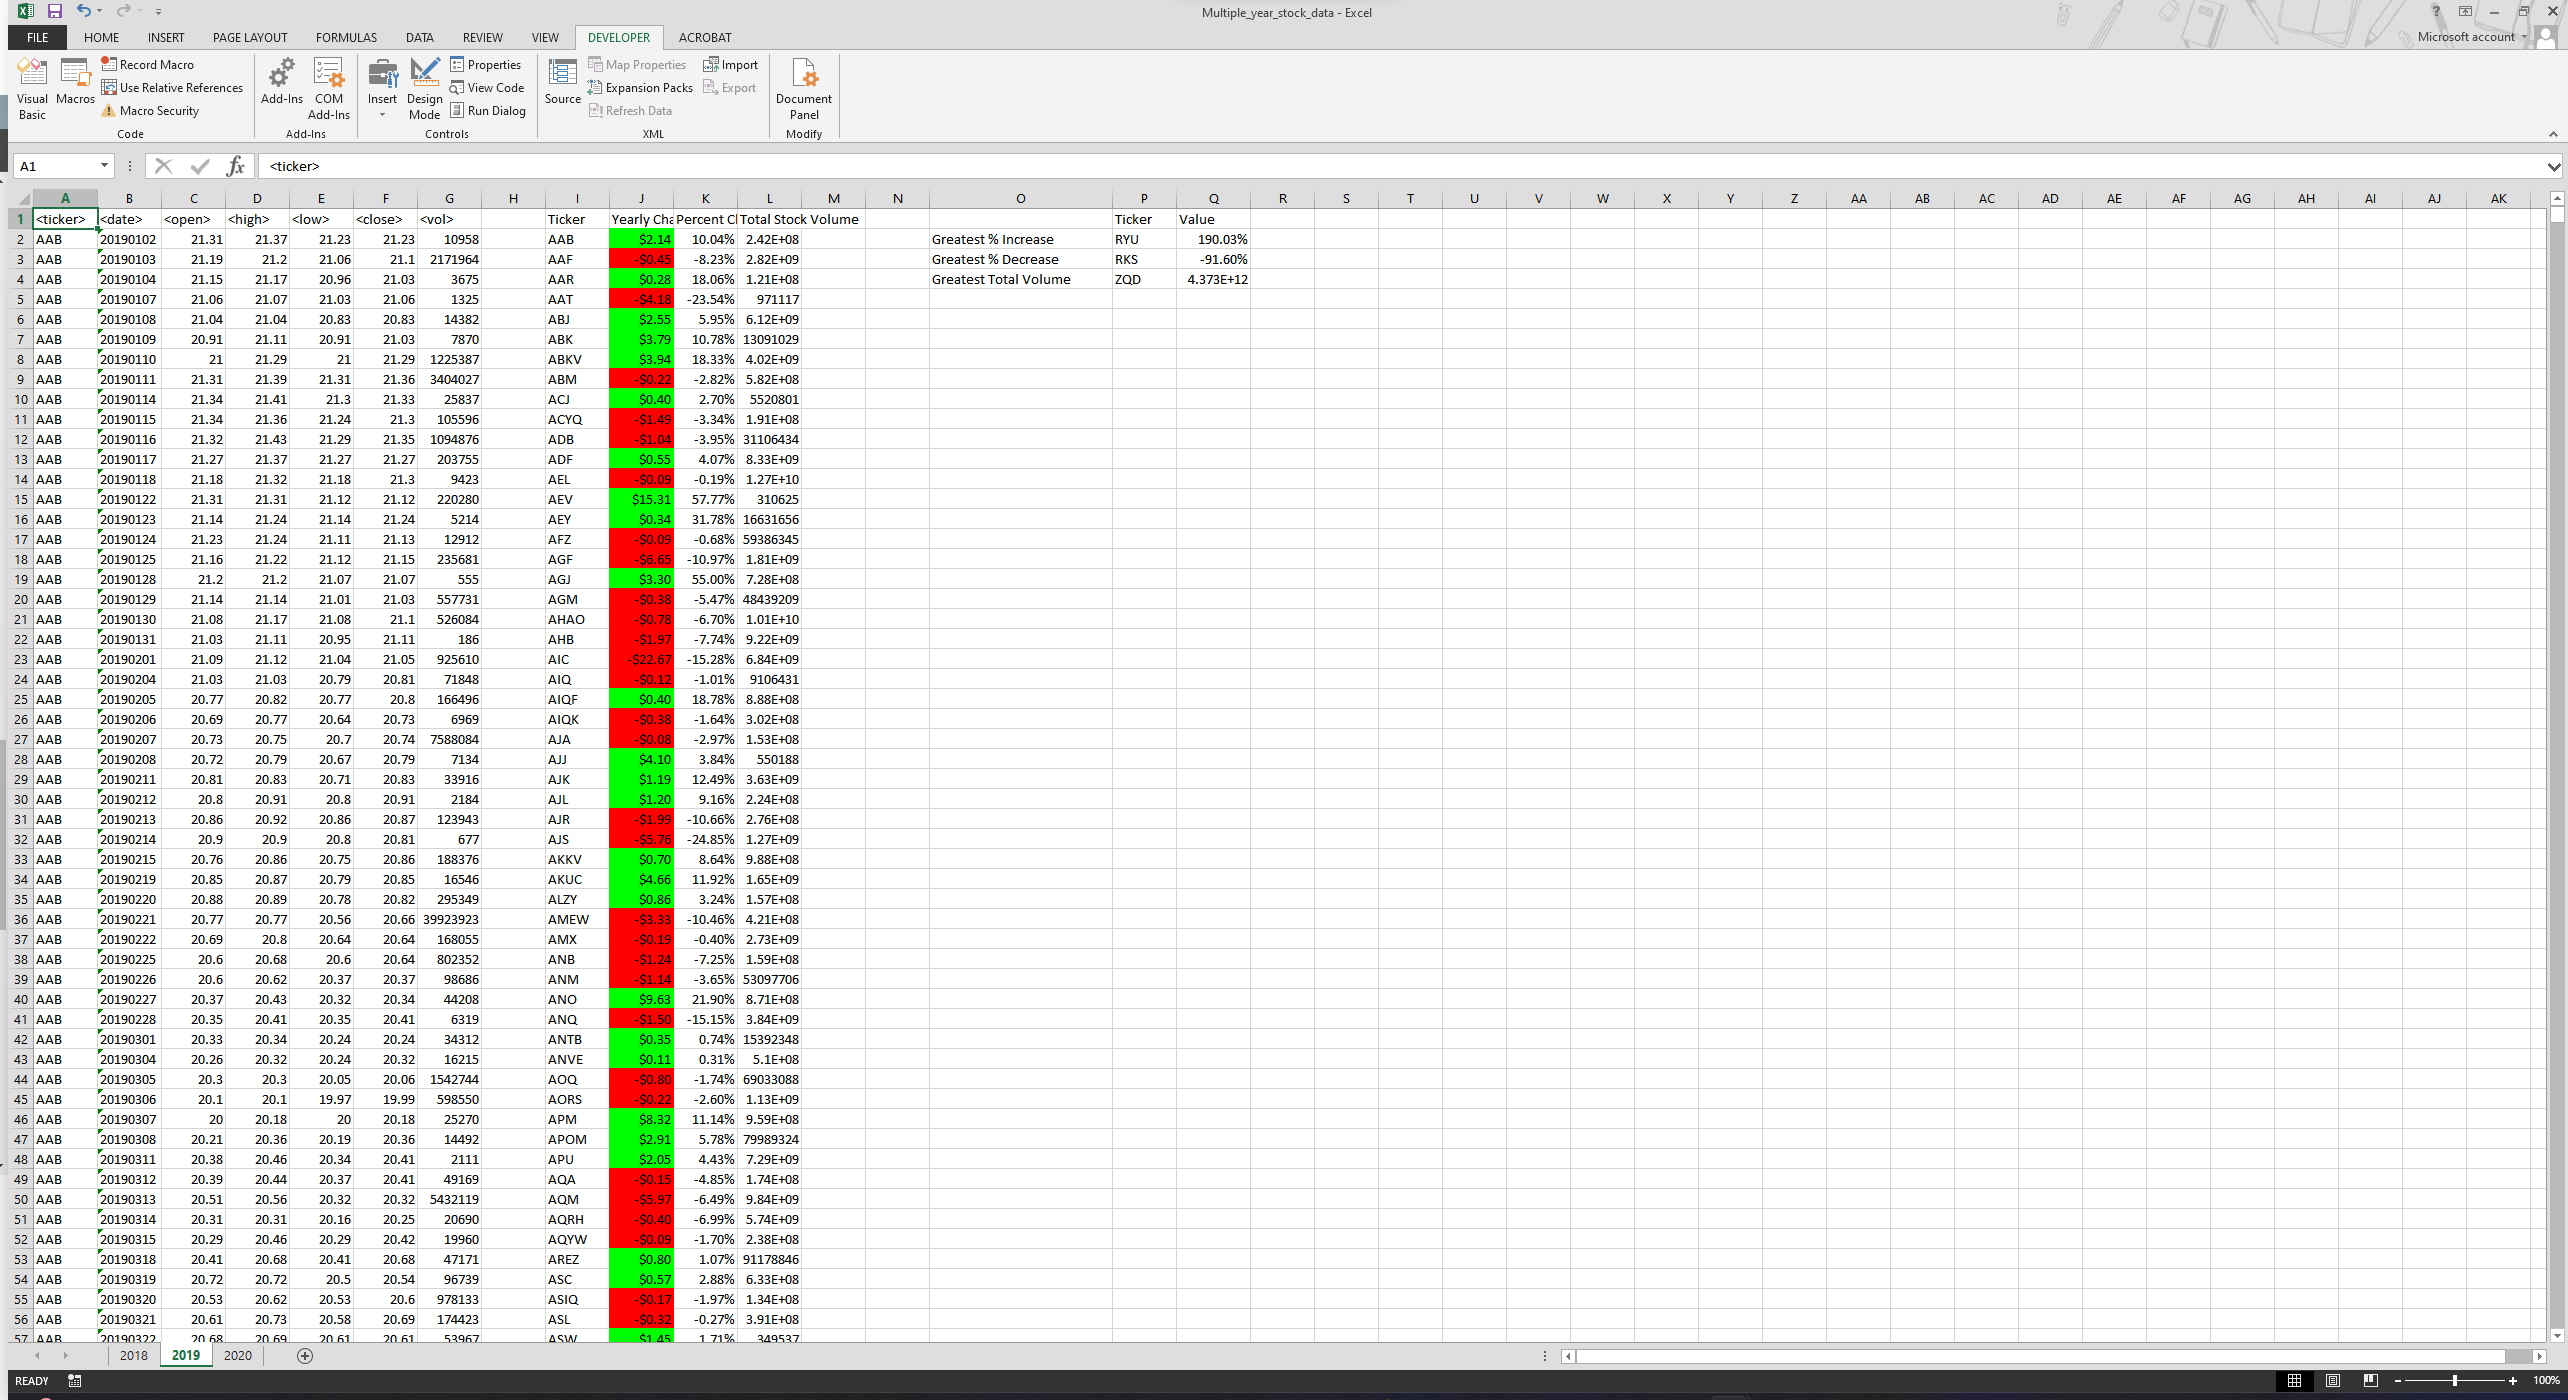 Multiple_year_stock_data - Excel
FILE HOME INSERT PAGE LAYOUT FORMULAS DATA REVIEW VIEW DEVELOPER ACROBAT Microsoft account
Visual Basic Macros Record Macro Use Relative References Macro Security Code
Add-Ins COM Add-Ins Add-Ins
Insert Design Mode Properties View Code Run Dialog Controls
Source Map Properties Expansion Packs Refresh Data Import Export XML
Document Panel Modify
A1 fx <ticker>
A B C D E F G H I J K L M N O P Q R S T U V W X Y Z AA AB AC AD AE AF AG AH AI AJ AK
1 <ticker> <date> <open> <high> <low> <close> <vol> Ticker Yearly Cha Percent C Total Stock Volume Ticker Value
2 AAB 20190102 21.31 21.37 21.23 21.23 10958 AAB $2.14 10.04% 2.42E+08 Greatest % Increase RYU 190.03%
3 AAB 20190103 21.19 21.2 21.06 21.1 2171964 AAF -$0.45 -8.23% 2.82E+09 Greatest % Decrease RKS -91.60%
4 AAB 20190104 21.15 21.17 20.96 21.03 3675 AAR $0.28 18.06% 1.21E+08 Greatest Total Volume ZQD 4.373E+12
5 AAB 20190107 21.06 21.07 21.03 21.06 1325 AAT -$4.18 -23.54% 971117
6 AAB 20190108 21.04 21.04 20.83 20.83 14382 ABJ $2.55 5.95% 6.12E+09
7 AAB 20190109 20.91 21.11 20.91 21.03 7870 ABK $3.79 10.78% 13091029
8 AAB 20190110 21 21.29 21 21.29 1225387 ABKV $3.94 18.33% 4.02E+09
9 AAB 20190111 21.31 21.39 21.31 21.36 3404027 ABM -$0.22 -2.82% 5.82E+08
10 AAB 20190114 21.34 21.41 21.3 21.33 25837 ACJ $0.40 2.70% 5520801
11 AAB 20190115 21.34 21.36 21.24 21.3 105596 ACYQ -$1.49 -3.34% 1.91E+08
12 AAB 20190116 21.32 21.43 21.29 21.35 1094876 ADB -$1.04 -3.95% 31106434
13 AAB 20190117 21.27 21.37 21.27 21.27 203755 ADF $0.55 4.07% 8.33E+09
14 AAB 20190118 21.18 21.32 21.18 21.3 9423 AEL -$0.09 -0.19% 1.27E+10
15 AAB 20190122 21.31 21.31 21.12 21.12 220280 AEV $15.31 57.77% 310625
16 AAB 20190123 21.14 21.24 21.14 21.24 5214 AEY $0.34 31.78% 16631656
17 AAB 20190124 21.23 21.24 21.11 21.13 12912 AFZ -$0.09 -0.68% 59386345
18 AAB 20190125 21.16 21.22 21.12 21.15 235681 AGF -$6.65 -10.97% 1.81E+09
19 AAB 20190128 21.2 21.2 21.07 21.07 555 AGJ $3.30 55.00% 7.28E+08
20 AAB 20190129 21.14 21.14 21.01 21.03 557731 AGM -$0.38 -5.47% 48439209
21 AAB 20190130 21.08 21.17 21.08 21.1 526084 AHAO -$0.78 -6.70% 1.01E+10
22 AAB 20190131 21.03 21.11 20.95 21.11 186 AHB -$1.97 -7.74% 9.22E+09
23 AAB 20190201 21.09 21.12 21.04 21.05 925610 AIC -$22.67 -15.28% 6.84E+09
24 AAB 20190204 21.03 21.03 20.79 20.81 71848 AIQ -$0.12 -1.01% 9106431
25 AAB 20190205 20.77 20.82 20.77 20.8 166496 AIQF $0.40 18.78% 8.88E+08
26 AAB 20190206 20.69 20.77 20.64 20.73 6969 AIQK -$0.38 -1.64% 3.02E+08
27 AAB 20190207 20.73 20.75 20.7 20.74 7588084 AJA -$0.08 -2.97% 1.53E+08
28 AAB 20190208 20.72 20.79 20.67 20.79 7134 AJJ $4.10 3.84% 550188
29 AAB 20190211 20.81 20.83 20.71 20.83 33916 AJK $1.19 12.49% 3.63E+09
30 AAB 20190212 20.8 20.91 20.8 20.91 2184 AJL $1.20 9.16% 2.24E+08
31 AAB 20190213 20.86 20.92 20.86 20.87 123943 AJR -$1.99 -10.66% 2.76E+08
32 AAB 20190214 20.9 20.9 20.8 20.81 677 AJS -$5.76 -24.85% 1.27E+09
33 AAB 20190215 20.76 20.86 20.75 20.86 188376 AKKV $0.70 8.64% 9.88E+08
34 AAB 20190219 20.85 20.87 20.79 20.85 16546 AKUC $4.66 11.92% 1.65E+09
35 AAB 20190220 20.88 20.89 20.78 20.82 295349 ALZY $0.86 3.24% 1.57E+08
36 AAB 20190221 20.77 20.77 20.56 20.66 39923923 AMEW -$3.33 -10.46% 4.21E+08
37 AAB 20190222 20.69 20.8 20.64 20.64 168055 AMX -$0.19 -0.40% 2.73E+09
38 AAB 20190225 20.6 20.68 20.6 20.64 802352 ANB -$1.24 -7.25% 1.59E+08
39 AAB 20190226 20.6 20.62 20.37 20.37 98686 ANM -$1.14 -3.65% 53097706
40 AAB 20190227 20.37 20.43 20.32 20.34 44208 ANO $9.63 21.90% 8.71E+08
41 AAB 20190228 20.35 20.41 20.35 20.41 6319 ANQ -$1.50 -15.15% 3.84E+09
42 AAB 20190301 20.33 20.34 20.24 20.24 34312 ANTB $0.35 0.74% 15392348
43 AAB 20190304 20.26 20.32 20.24 20.32 16215 ANVE $0.11 0.31% 5.1E+08
44 AAB 20190305 20.3 20.3 20.05 20.06 1542744 AOQ -$0.80 -1.74% 69033088
45 AAB 20190306 20.1 20.1 19.97 19.99 598550 AORS -$0.22 -2.60% 1.13E+09
46 AAB 20190307 20 20.18 20 20.18 25270 APM $8.32 11.14% 9.59E+08
47 AAB 20190308 20.21 20.36 20.19 20.36 14492 APOM $2.91 5.78% 79989324
48 AAB 20190311 20.38 20.46 20.34 20.41 2111 APU $2.05 4.43% 7.29E+09
49 AAB 20190312 20.39 20.44 20.37 20.41 49169 AQA -$0.15 -4.85% 1.74E+08
50 AAB 20190313 20.51 20.56 20.32 20.32 5432119 AQM -$5.97 -6.49% 9.84E+09
51 AAB 20190314 20.31 20.31 20.16 20.25 20690 AQRH -$0.40 -6.99% 5.74E+09
52 AAB 20190315 20.29 20.46 20.29 20.42 19960 AQYW -$0.09 -1.70% 2.38E+08
53 AAB 20190318 20.41 20.68 20.41 20.68 47171 AREZ $0.80 1.07% 91178846
54 AAB 20190319 20.72 20.72 20.5 20.54 96739 ASC $0.57 2.88% 6.33E+08
55 AAB 20190320 20.53 20.62 20.53 20.6 978133 ASIQ -$0.17 -1.97% 1.34E+08
56 AAB 20190321 20.61 20.73 20.58 20.69 174423 ASL -$0.32 -0.27% 3.91E+08
57 AAB 20190322 20.68 20.69 20.61 20.61 53967 ASW $1.45 1.71% 349537
2018 2019 2020
READY 100%